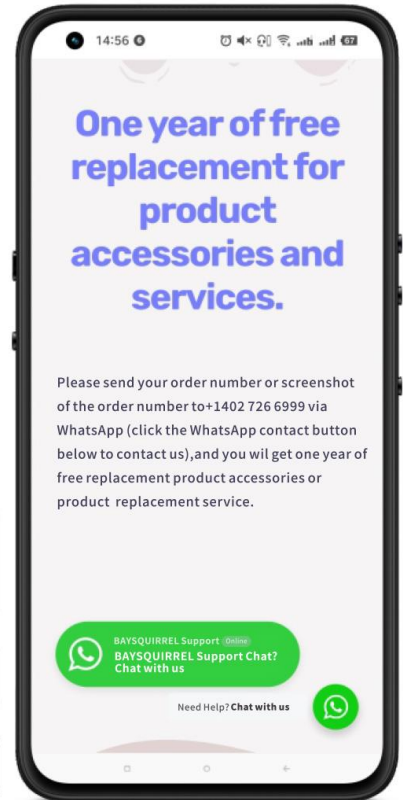 14:56
67
One year of free
replacement for
product
accessories and
services.
Please send your order number or screenshot
of the order number to+1402 726 6999 via
WhatsApp (click the WhatsApp contact button
below to contact us),and you wil get one year of
free replacement product accessories or
product replacement service.
BAYSQUIRREL Support Online
BAYSQUIRREL Support Chat?
Chat with us
Need Help? Chat with us